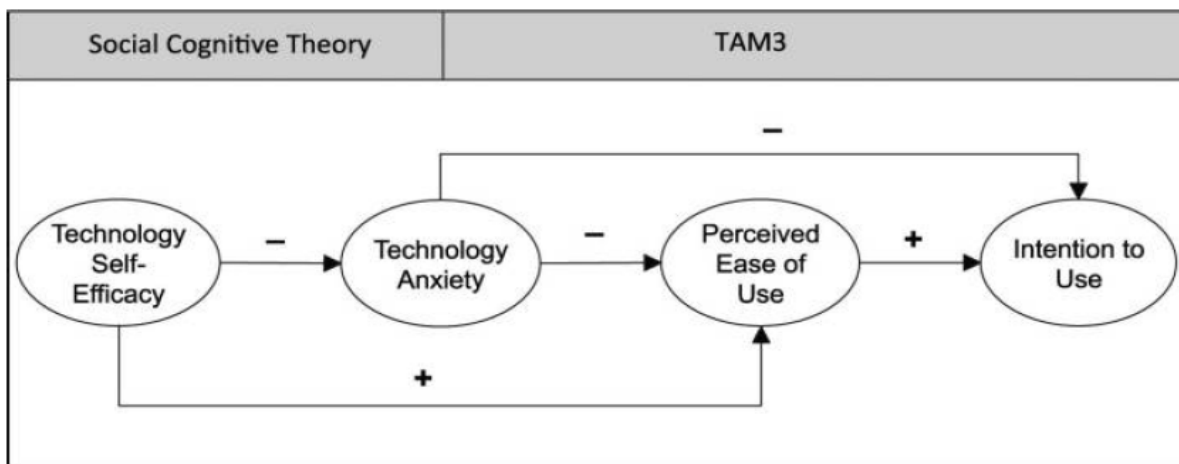 Social Cognitive Theory
TAM3
–
Technology
Self-
Efficacy
–
Technology
Anxiety
–
Perceived
Ease of
Use
+
Intention to
Use
+